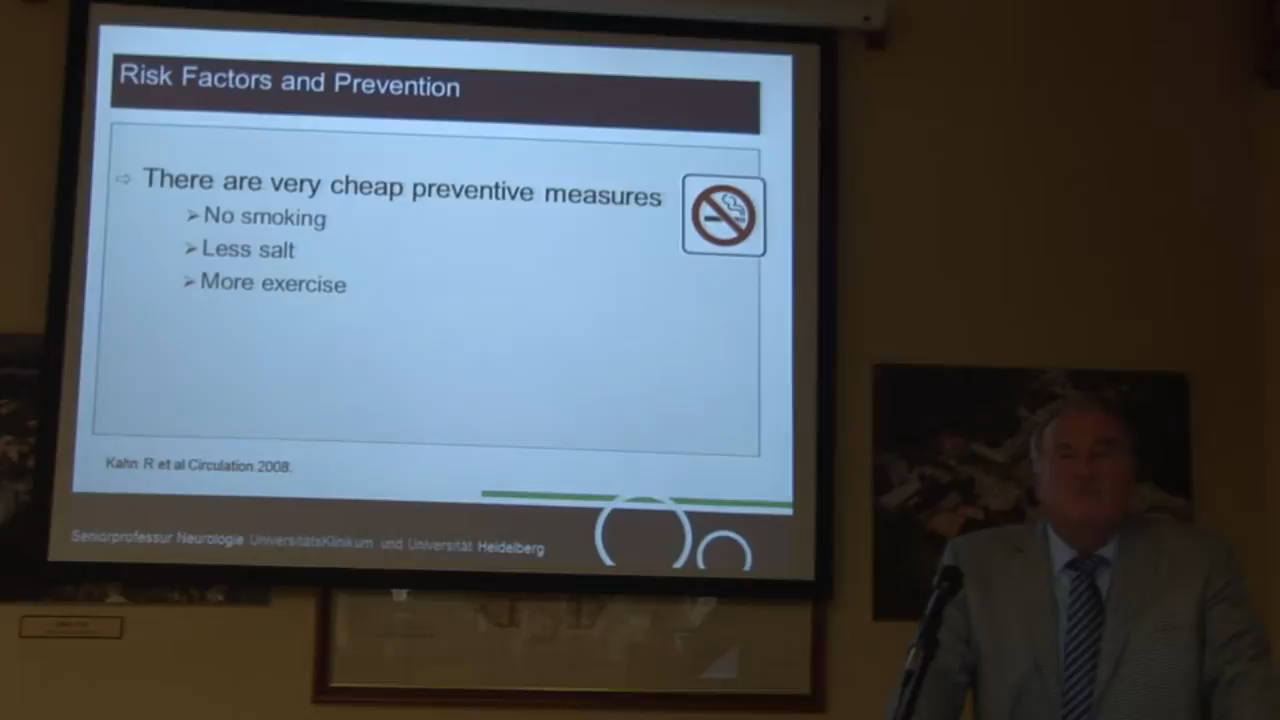 Risk Factors and Prevention
⇨ There are very cheap preventive measures
➢ No smoking
➢ Less salt
➢ More exercise
Kahn R et al Circulation 2008.
Seniorprofessur Neurologie UniversitätsKlinikum und Universität Heidelberg